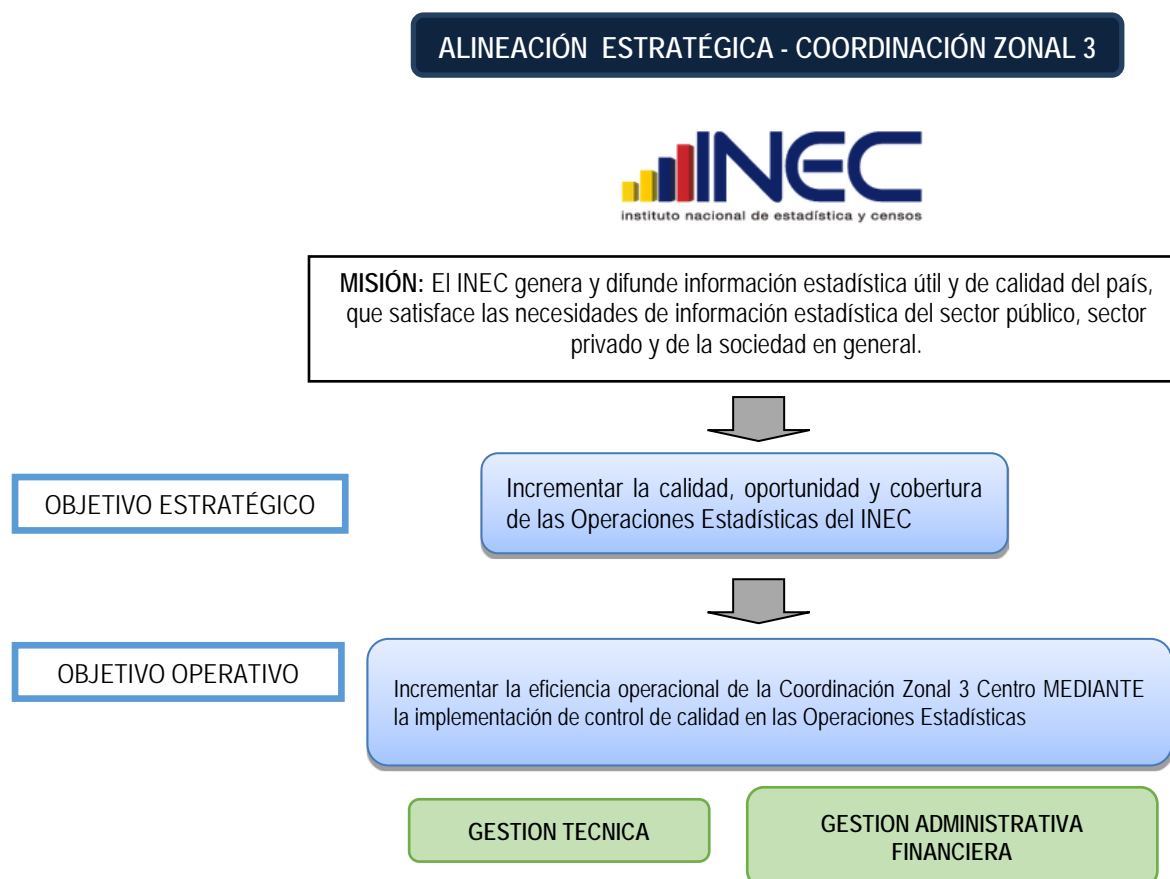 ALINEACIÓN ESTRATÉGICA - COORDINACIÓN ZONAL 3
INEC
instituto nacional de estadística y censos
MISIÓN: El INEC genera y difunde información estadística útil y de calidad del país,
que satisface las necesidades de información estadística del sector público, sector
privado y de la sociedad en general.
OBJETIVO ESTRATÉGICO
Incrementar la calidad, oportunidad y cobertura
de las Operaciones Estadísticas del INEC
OBJETIVO OPERATIVO
Incrementar la eficiencia operacional de la Coordinación Zonal 3 Centro MEDIANTE
la implementación de control de calidad en las Operaciones Estadísticas
GESTION TECNICA
GESTION ADMINISTRATIVA
FINANCIERA